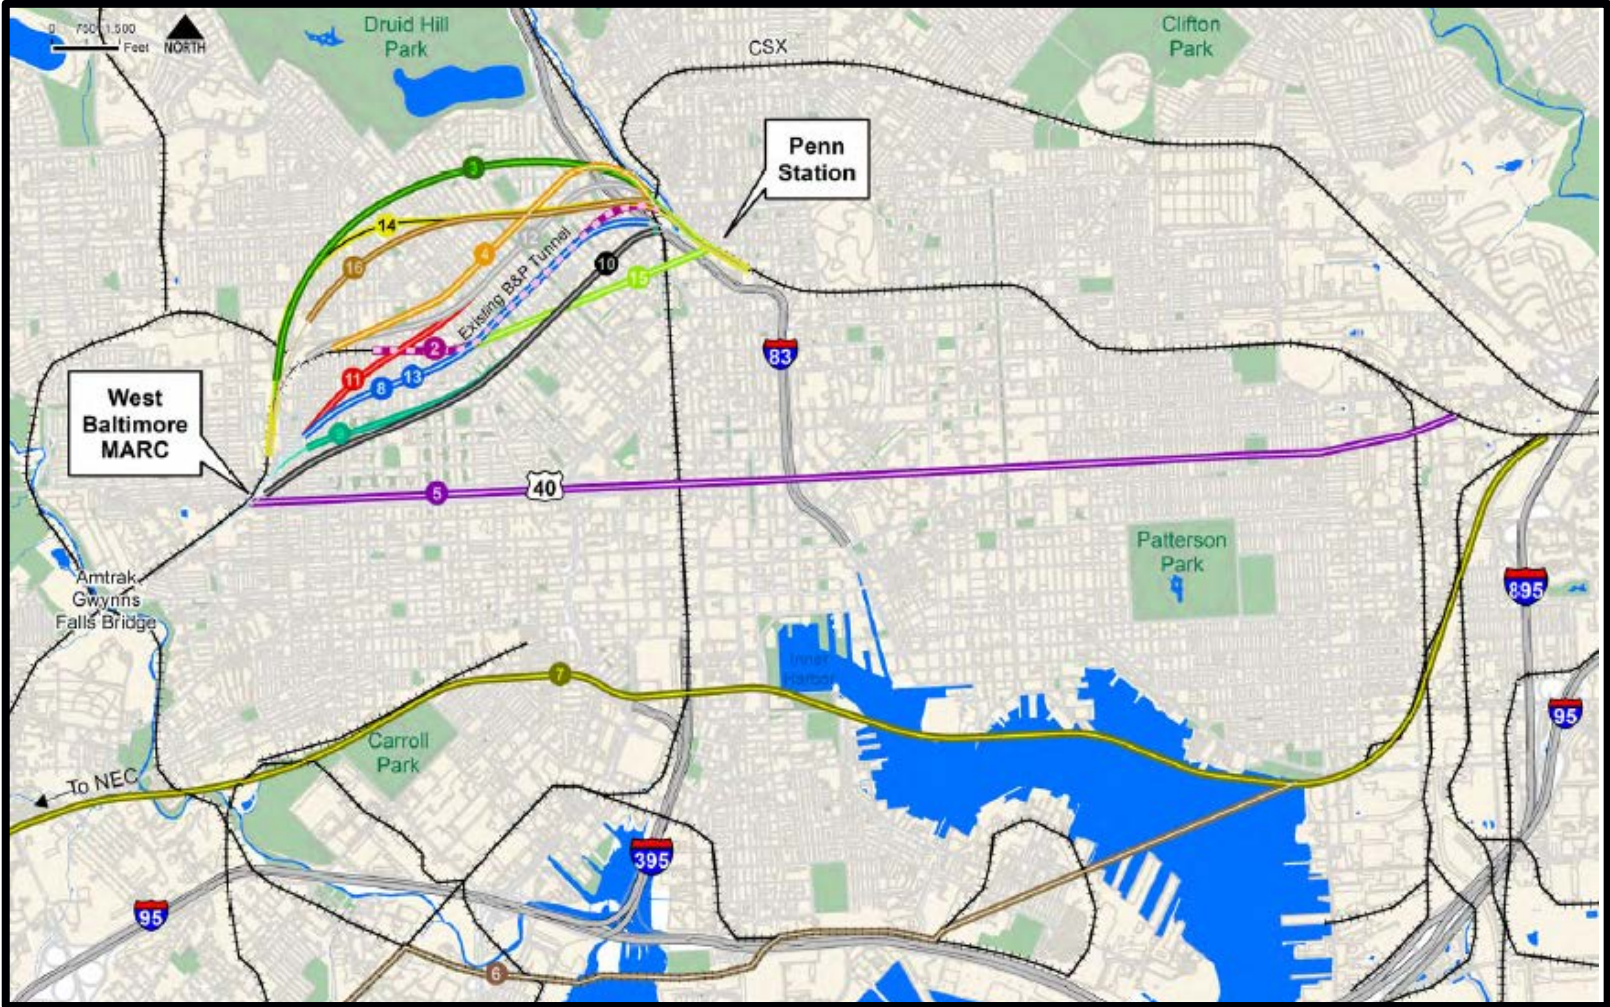 0 750 1,500
Feet
NORTH
Druid Hill
Park
CSX
Clifton
Park
Penn
Station
3
14
16
4
12
10
15
Existing B&P Tunnel
2
11
8
13
83
West
Baltimore
MARC
5
40
Patterson
Park
Amtrak
Gwynns
Falls Bridge
895
Inner
Harbor
7
95
Carroll
Park
To NEC
395
95
6